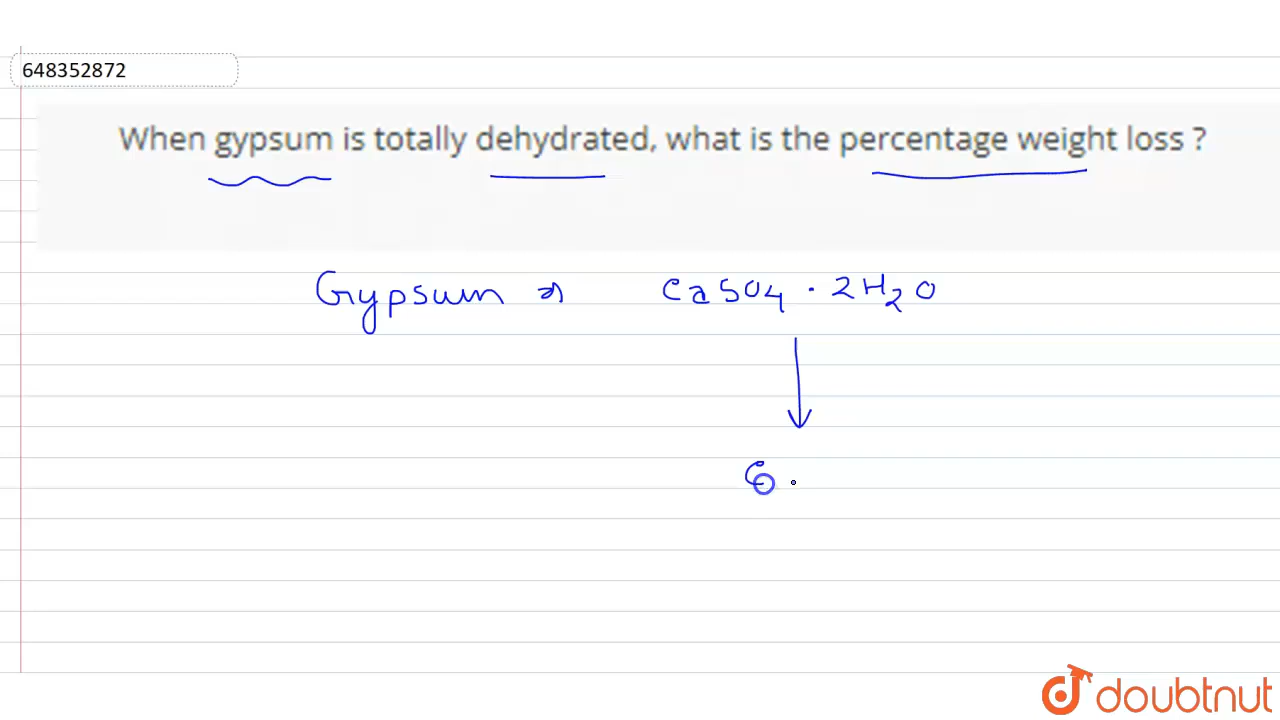 648352872
When gypsum is totally dehydrated, what is the percentage weight loss ?
Gypsum ⇒ CaSO4 · 2H2O
C
doubtnut